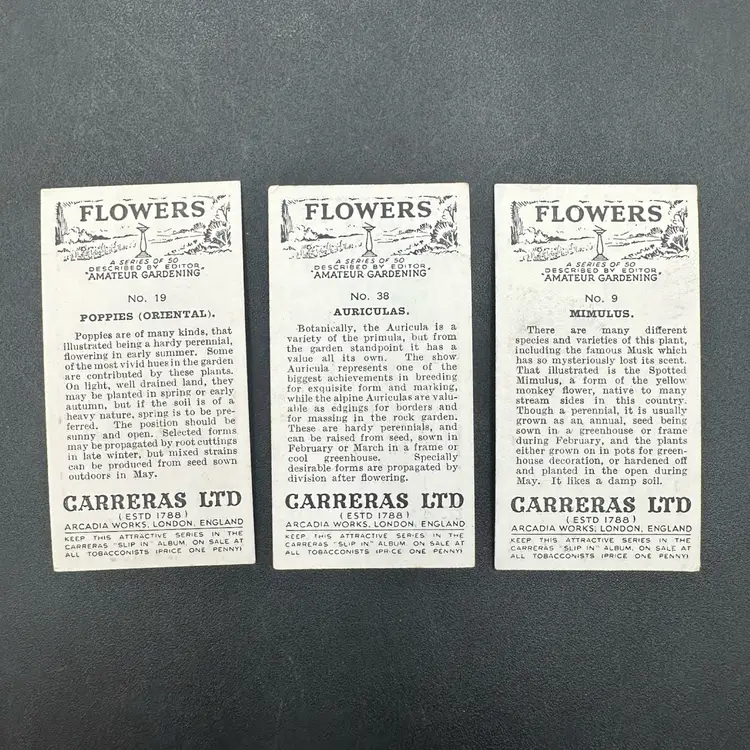 FLOWERS
A SERIES OF 50
DESCRIBED BY EDITOR
"AMATEUR GARDENING"
No. 19
POPPIES (ORIENTAL).
Poppies are of many kinds, that
illustrated being a hardy perennial,
flowering in early summer. Some
of the most vivid hues in the garden
are contributed by these plants.
On light, well drained land, they
may be planted in spring or early
autumn, but if the soil is of a
heavy nature, spring is to be pre-
ferred. The position should be
sunny and open. Selected forms
may be propagated by root cuttings
in late winter, but mixed strains
can be produced from seed sown
outdoors in May.
CARRERAS LTD
(ESTD 1788)
ARCADIA WORKS, LONDON, ENGLAND
KEEP THIS ATTRACTIVE SERIES IN THE
CARRERAS "SLIP IN" ALBUM, ON SALE AT
ALL TOBACCONISTS (PRICE ONE PENNY)
FLOWERS
A SERIES OF 50
DESCRIBED BY EDITOR
"AMATEUR GARDENING"
No. 38
AURICULAS.
Botanically, the Auricula is a
variety of the primula, but from
the garden standpoint it has a
value all its own. The show
Auricula represents one of the
biggest achievements in breeding
for exquisite form and marking,
while the alpine Auriculas are valu-
able as edgings for borders and
for massing in the rock garden.
These are hardy perennials, and
can be raised from seed, sown in
February or March in a frame or
cool greenhouse. Specially
desirable forms are propagated by
division after flowering.
CARRERAS LTD
(ESTD 1788)
ARCADIA WORKS, LONDON, ENGLAND
KEEP THIS ATTRACTIVE SERIES IN THE
CARRERAS "SLIP IN" ALBUM, ON SALE AT
ALL TOBACCONISTS (PRICE ONE PENNY)
FLOWERS
A SERIES OF 50
DESCRIBED BY EDITOR
"AMATEUR GARDENING"
No. 9
MIMULUS.
There are many different
species and varieties of this plant,
including the famous Musk which
has so mysteriously lost its scent.
That illustrated is the Spotted
Mimulus, a form of the yellow
monkey flower, native to many
stream sides in this country.
Though a perennial, it is usually
grown as an annual, seed being
sown in a greenhouse or frame
during February, and the plants
either grown on in pots for green-
house decoration, or hardened off
and planted in the open during
May. It likes a damp soil.
CARRERAS LTD
(ESTD 1788)
ARCADIA WORKS, LONDON, ENGLAND
KEEP THIS ATTRACTIVE SERIES IN THE
CARRERAS "SLIP IN" ALBUM, ON SALE AT
ALL TOBACCONISTS (PRICE ONE PENNY)